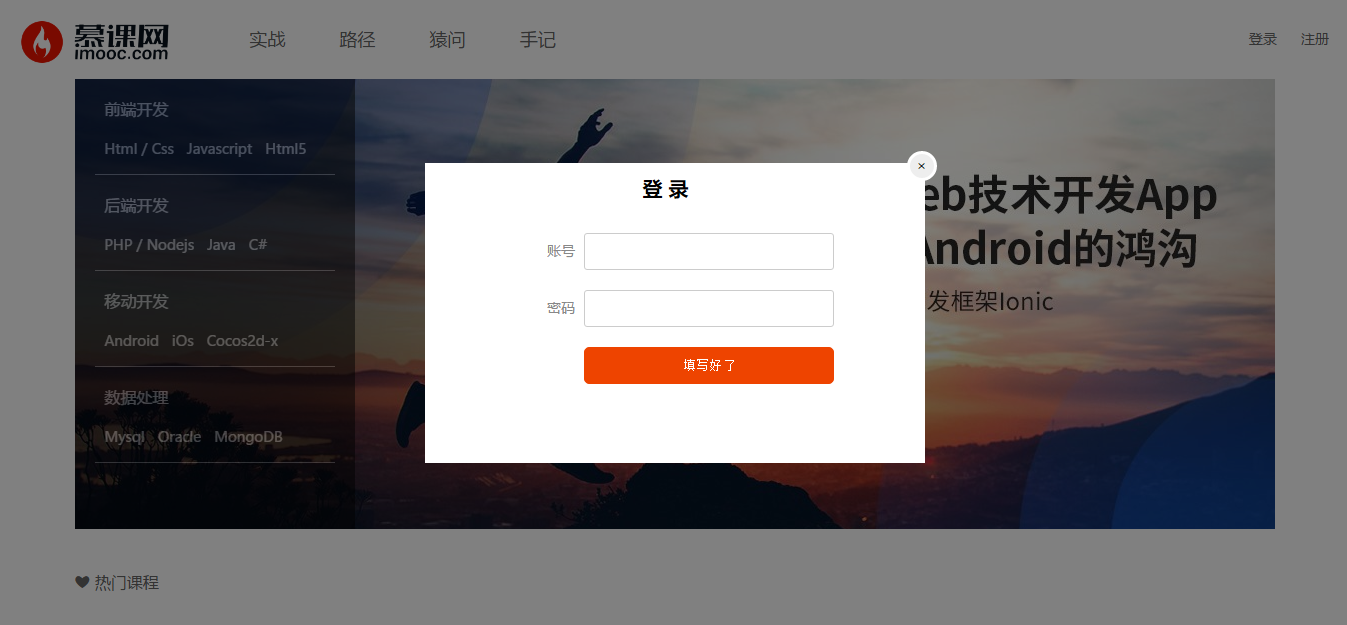 慕课网
imooc.com
实战 路径 猿问 手记
登录 注册
前端开发
Html / Css Javascript Html5
后端开发
PHP / Nodejs Java C#
移动开发
Android iOs Cocos2d-x
数据处理
Mysql Oracle MongoDB
×
登 录
账号
密码
填写好了
eb技术开发App
Android的鸿沟
发框架Ionic
热门课程